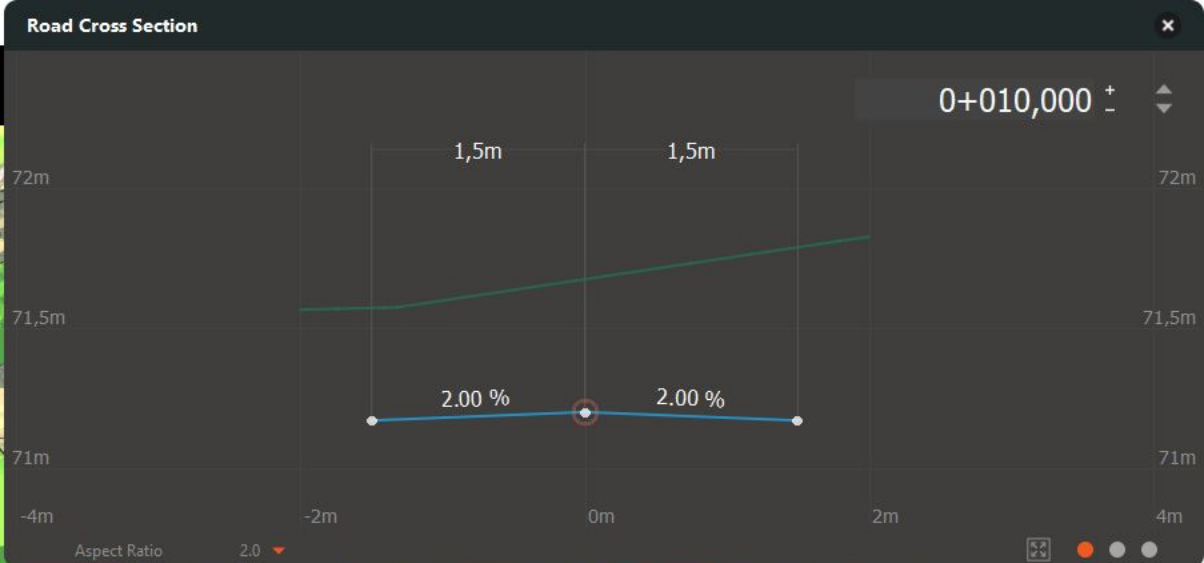 Road Cross Section
0+010,000
1,5m 1,5m
72m 72m
71,5m 71,5m
2.00 % 2.00 %
71m 71m
-4m -2m 0m 2m 4m
Aspect Ratio 2.0